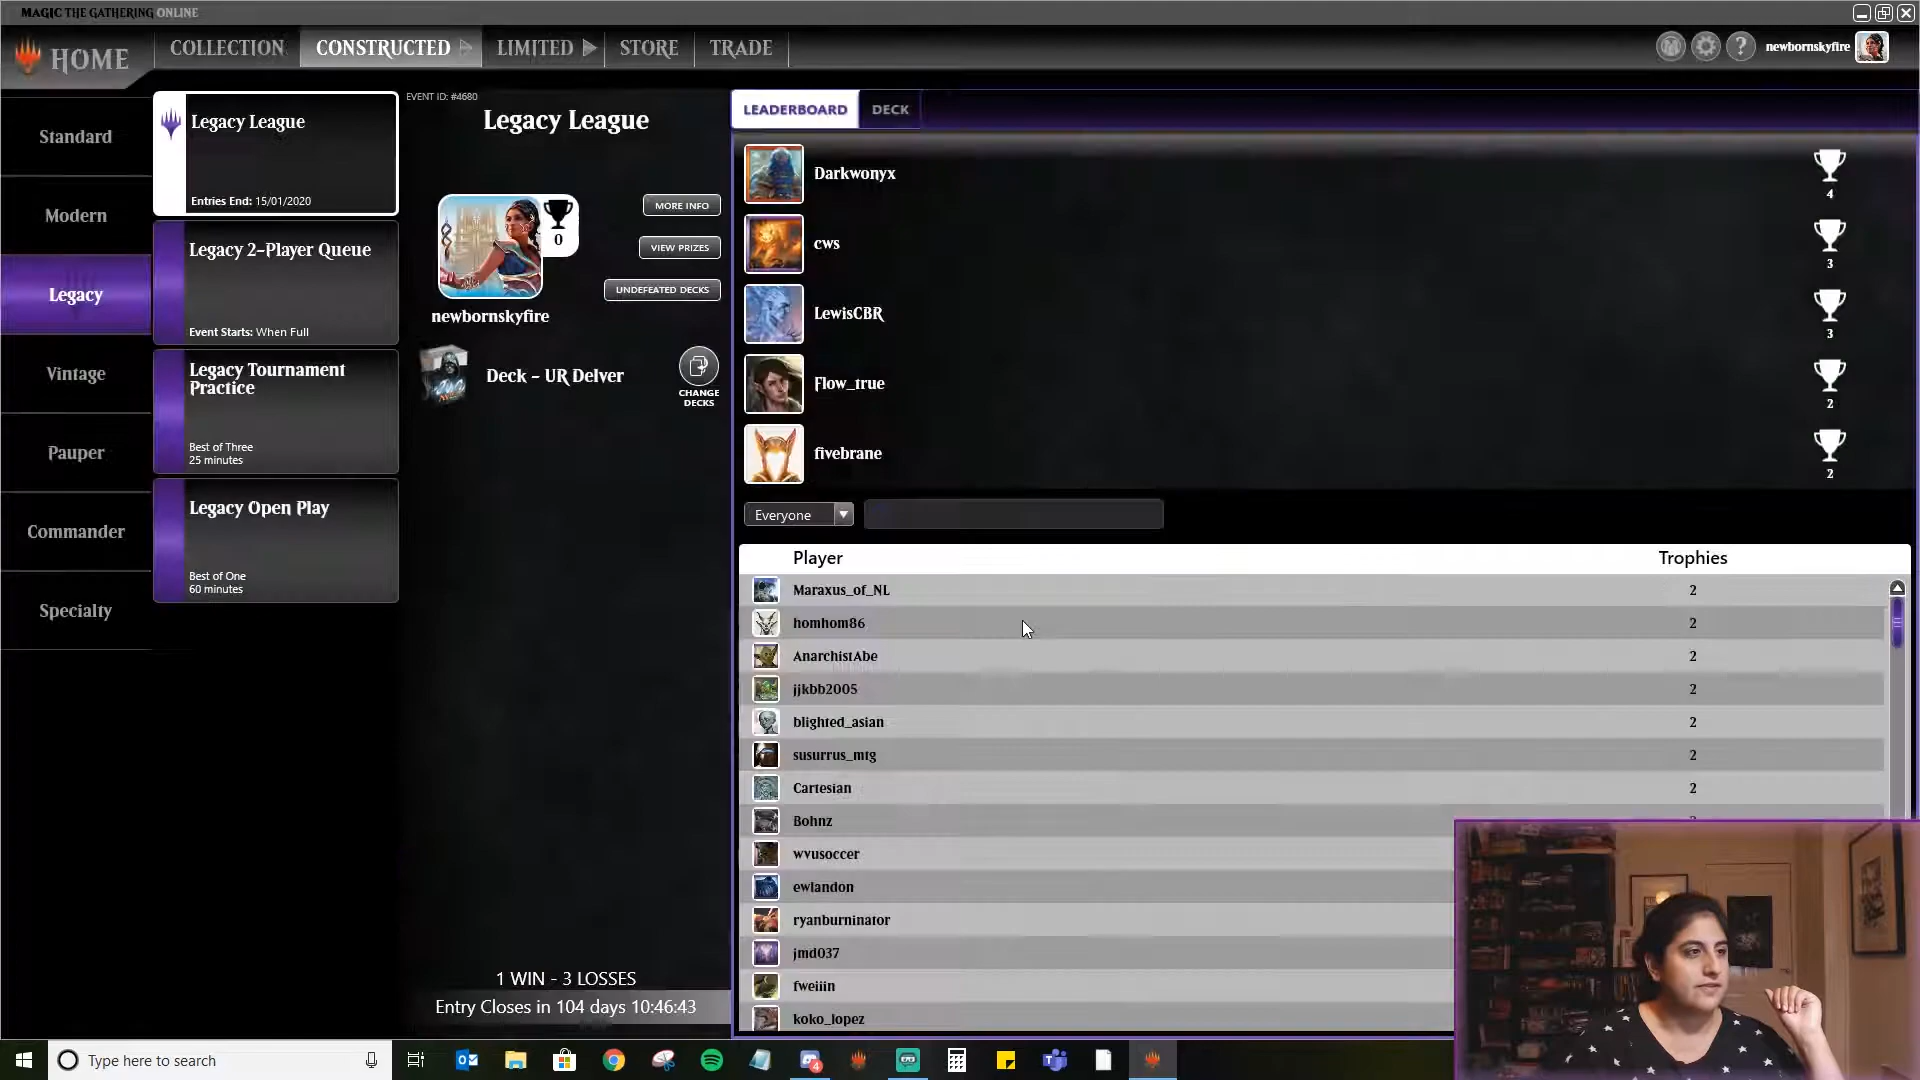 MAGIC THE GATHERING ONLINE
HOME
COLLECTION
CONSTRUCTED
LIMITED
STORE
TRADE
newbornskyfire
Standard
Modern
Legacy
Vintage
Pauper
Commander
Specialty
Legacy League
Entries End: 15/01/2020
Legacy 2-Player Queue
Event Starts: When Full
Legacy Tournament
Practice
Best of Three
25 minutes
Legacy Open Play
Best of One
60 minutes
EVENT ID: #4680
Legacy League
0
MORE INFO
VIEW PRIZES
UNDEFEATED DECKS
newbornskyfire
Deck - UR Delver
CHANGE
DECKS
1 WIN - 3 LOSSES
Entry Closes in 104 days 10:46:43
LEADERBOARD
DECK
Darkwonyx
4
cws
3
LewisCBR
3
Flow_true
2
fivebrane
2
Everyone
Player Trophies
Maraxus_of_NL 2
homhom86 2
AnarchistAbe 2
jjkbb2005 2
blighted_asian 2
susurrus_mtg 2
Cartesian 2
Bohnz
wvusoccer
ewlandon
ryanburninator
jmd037
fweiiin
koko_lopez
Type here to search
4